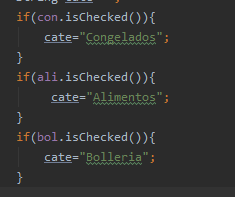 if(con.isChecked()){
cate="Congelados";
}
if(ali.isChecked()){
cate="Alimentos";
}
if(bol.isChecked()){
cate="Bolleria";
}